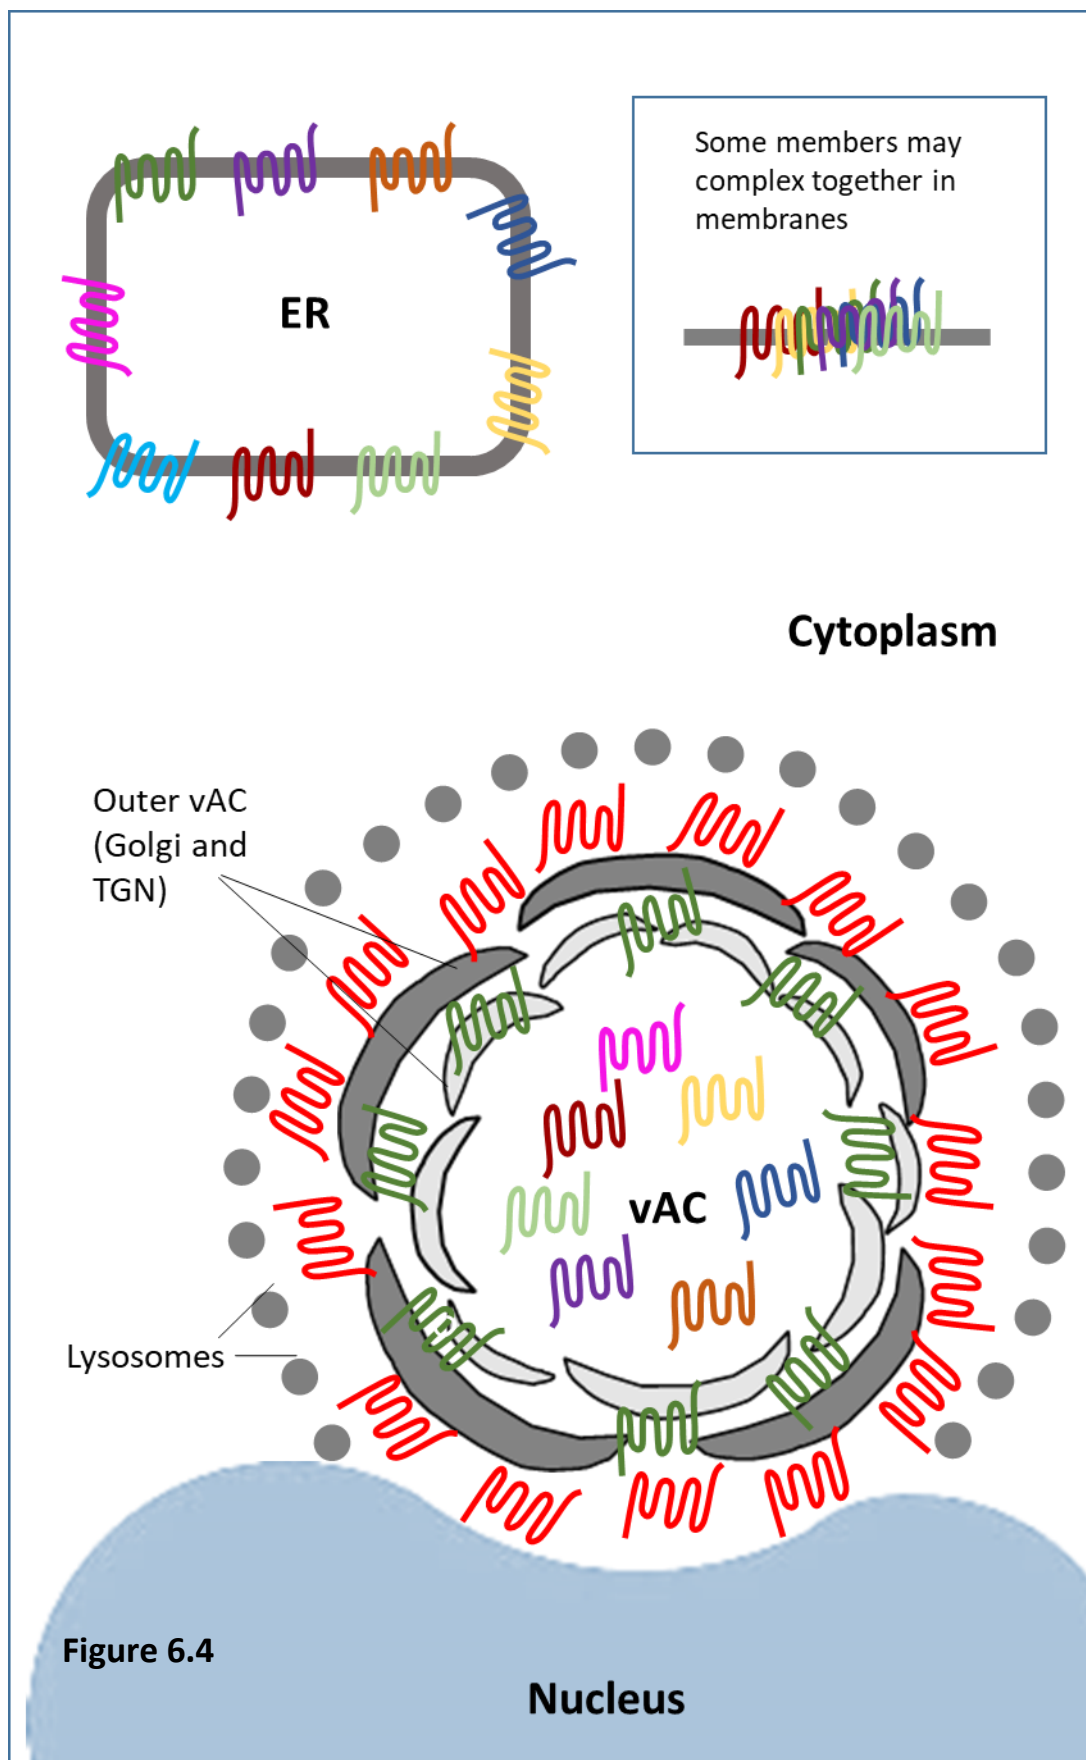 Some members may
complex together in
membranes
ER
Cytoplasm
Outer vAC
(Golgi and
TGN)
vAC
Lysosomes
Figure 6.4
Nucleus